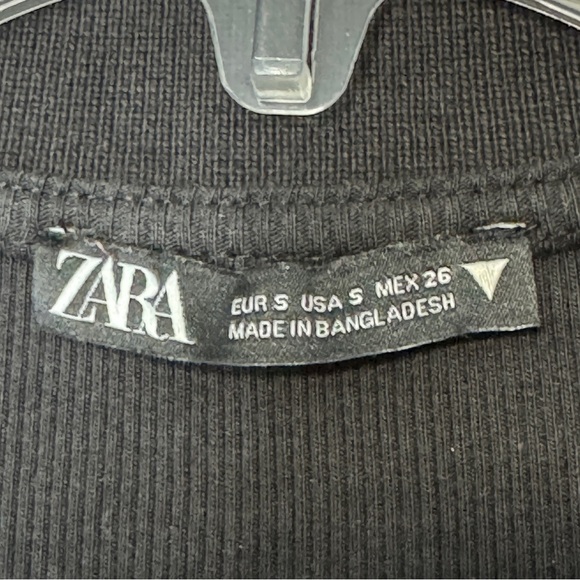 ZARA
EUR S USA S MEX 26
MADE IN BANGLADESH